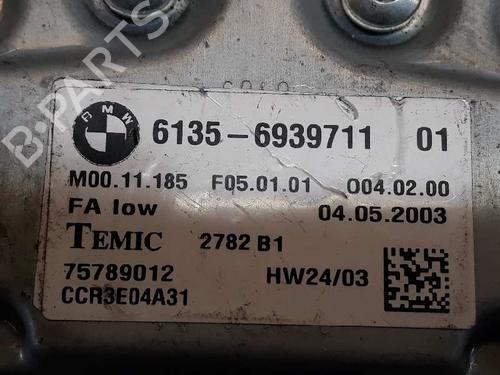 BMW
6135-6939711 01
M00.11.185 F05.01.01 O04.02.00
FA low 04.05.2003
TEMIC 2782 B1
75789012 HW24/03
CCR3E04A31
B-PARTS